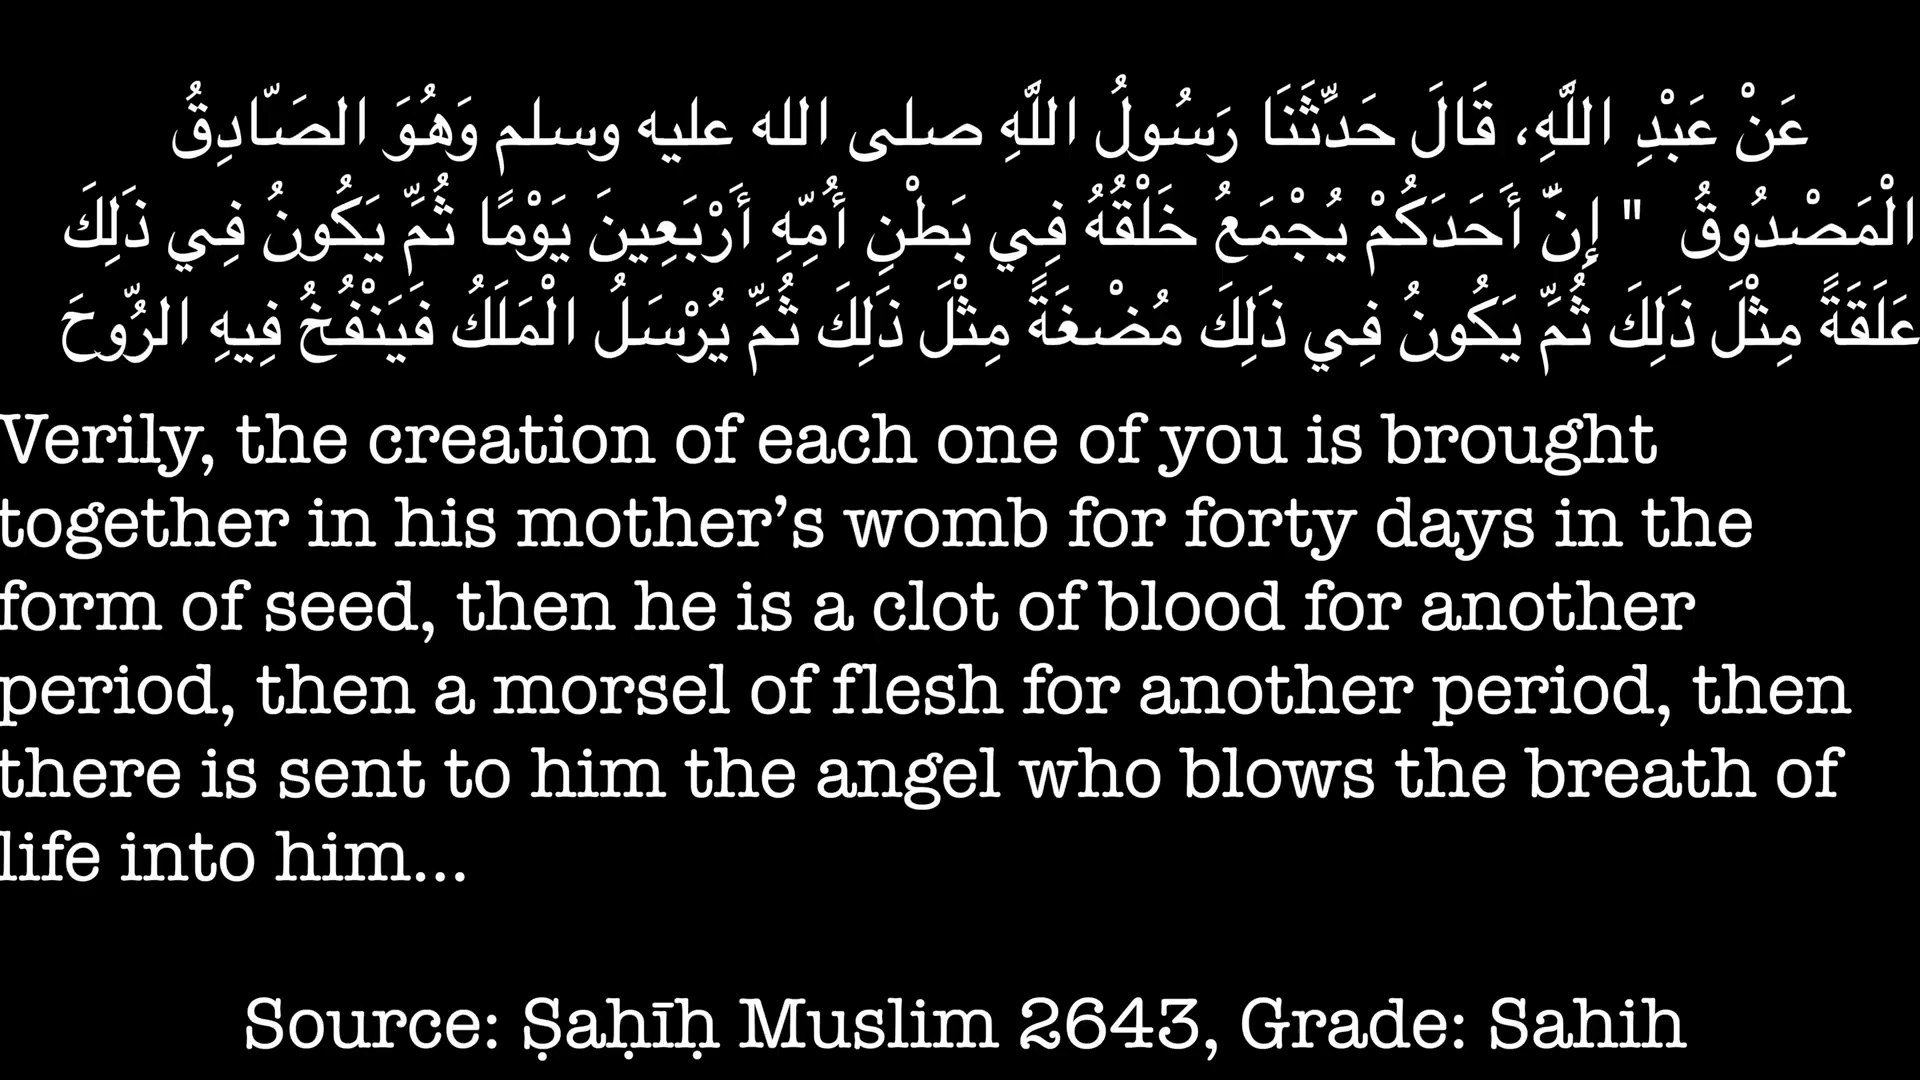 عَنْ عَبْدِ اللَّهِ، قَالَ حَدَّثَنَا رَسُولُ اللَّهِ صلى الله عليه وسلم وَهُوَ الصَّادِقُ
الْمَصْدُوقُ " إِنَّ أَحَدَكُمْ يُجْمَعُ خَلْقُهُ فِي بَطْنِ أُمِّهِ أَرْبَعِينَ يَوْمًا ثُمَّ يَكُونُ فِي ذَلِكَ
عَلَقَةً مِثْلَ ذَلِكَ ثُمَّ يَكُونُ فِي ذَلِكَ مُضْغَةً مِثْلَ ذَلِكَ ثُمَّ يُرْسَلُ الْمَلَكُ فَيَنْفُخُ فِيهِ الرُّوحَ
Verily, the creation of each one of you is brought
together in his mother’s womb for forty days in the
form of seed, then he is a clot of blood for another
period, then a morsel of flesh for another period, then
there is sent to him the angel who blows the breath of
life into him...
Source: Ṣaḥīḥ Muslim 2643, Grade: Sahih